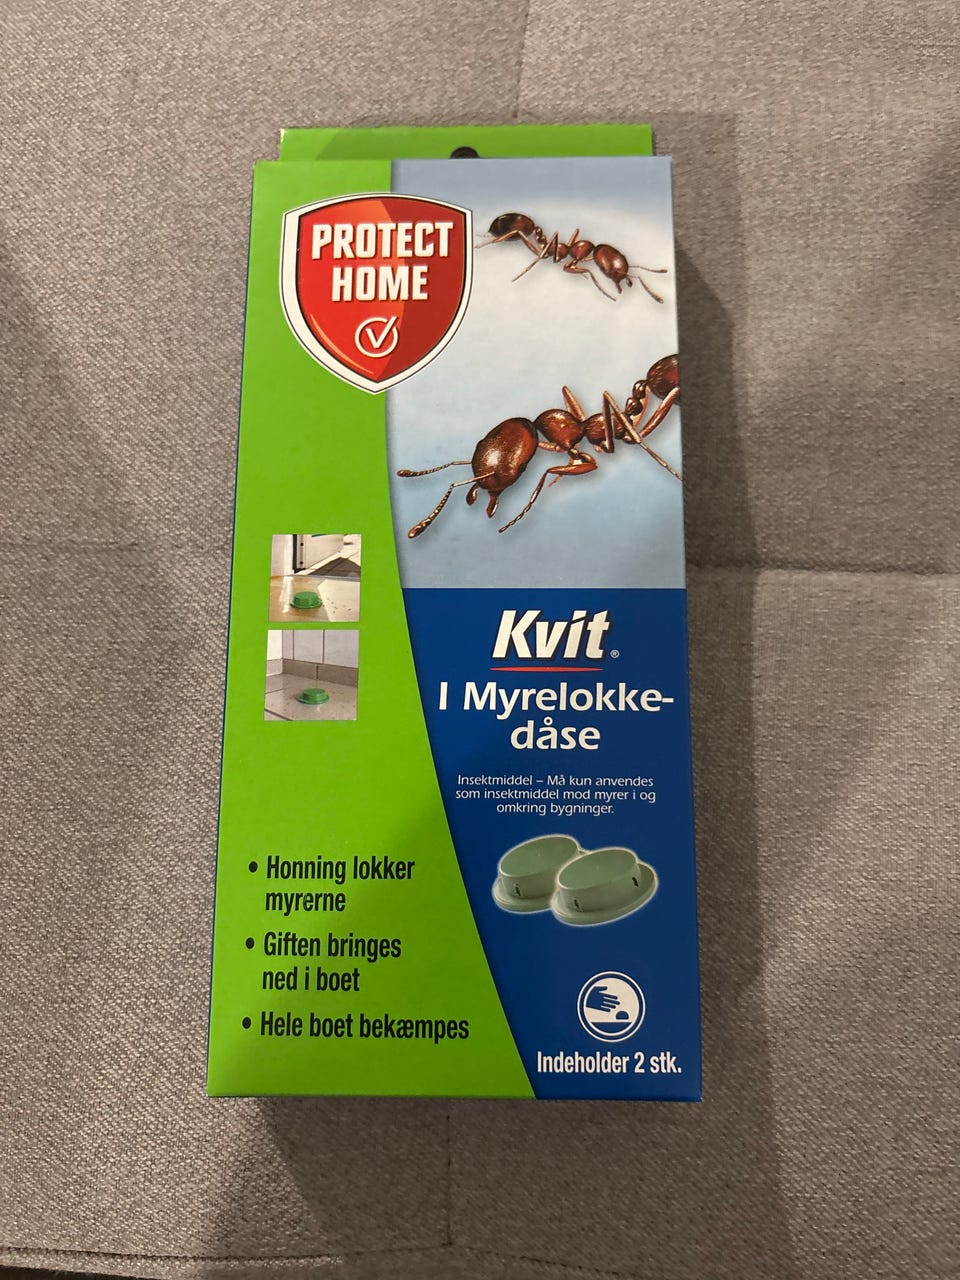 PROTECT
HOME
Kvit®
I Myrelokke-
dåse
Insektmiddel – Må kun anvendes
som insektmiddel mod myrer i og
omkring bygninger.
• Honning lokker
myrerne
• Giften bringes
ned i boet
• Hele boet bekæmpes
Indeholder 2 stk.